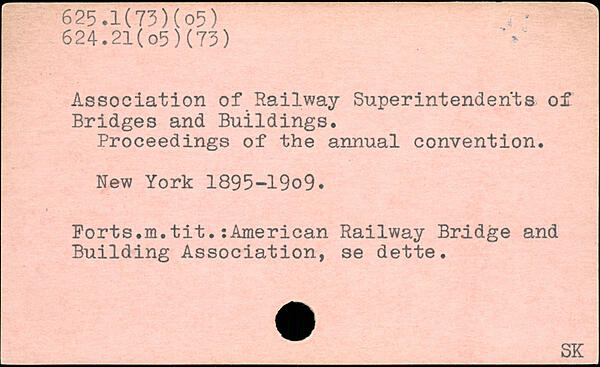 625.1(73)(o5)
624.21(o5)(73)
Association of Railway Superintendents of
Bridges and Buildings.
Proceedings of the annual convention.
New York 1895-19o9.
Forts.m.tit.:American Railway Bridge and
Building Association, se dette.
SK